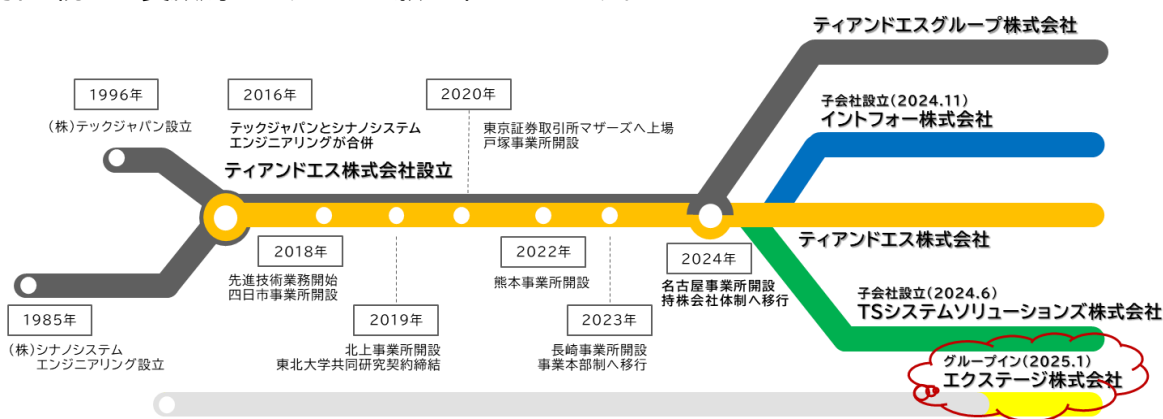 ティアンドエスグループ株式会社
1996年
(株)テックジャパン設立
2016年
テックジャパンとシナノシステム
エンジニアリングが合併
ティアンドエス株式会社設立
2020年
東京証券取引所マザーズへ上場
戸塚事業所開設
子会社設立(2024.11)
イントフォー株式会社
ティアンドエス株式会社
1985年
(株)シナノシステム
エンジニアリング設立
2018年
先進技術業務開始
四日市事業所開設
2019年
北上事業所開設
東北大学共同研究契約締結
2022年
熊本事業所開設
2023年
長崎事業所開設
事業本部制へ移行
2024年
名古屋事業所開設
持株会社体制へ移行
子会社設立(2024.6)
TSシステムソリューションズ株式会社
グループイン(2025.1)
エクステージ株式会社